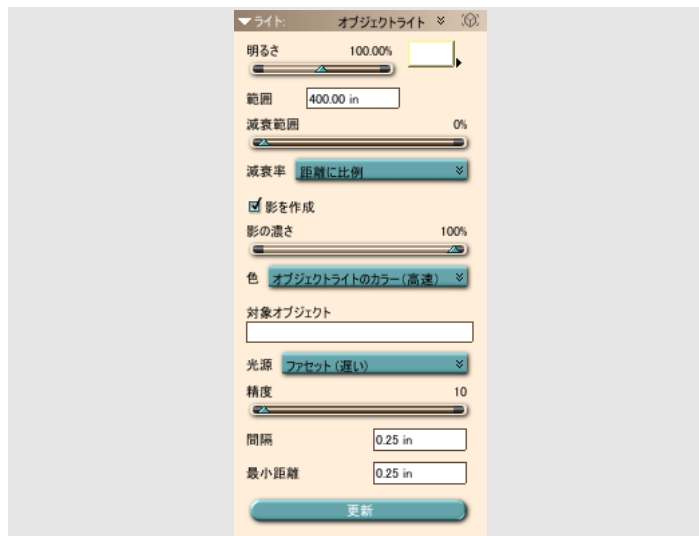 ライト: オブジェクトライト
明るさ 100.00%
範囲 400.00 in
減衰範囲 0%
減衰率 距離に比例
影を作成
影の濃さ 100%
色 オブジェクトライトのカラー(高速)
対象オブジェクト
光源 ファセット(遅い)
精度 10
間隔 0.25 in
最小距離 0.25 in
更新